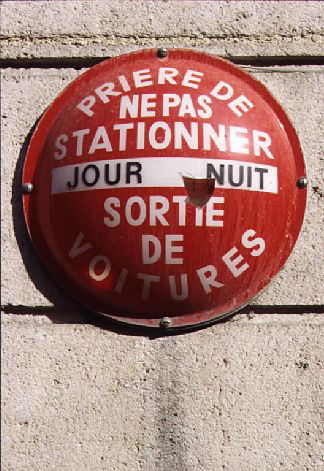 PRIERE DE
NE PAS
STATIONNER
JOUR NUIT
SORTIE
DE
VOITURES